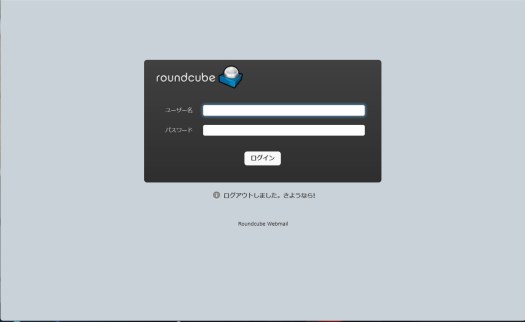 roundcube
ユーザー名
パスワード
ログイン
ログアウトしました。さようなら!
Roundcube Webmail